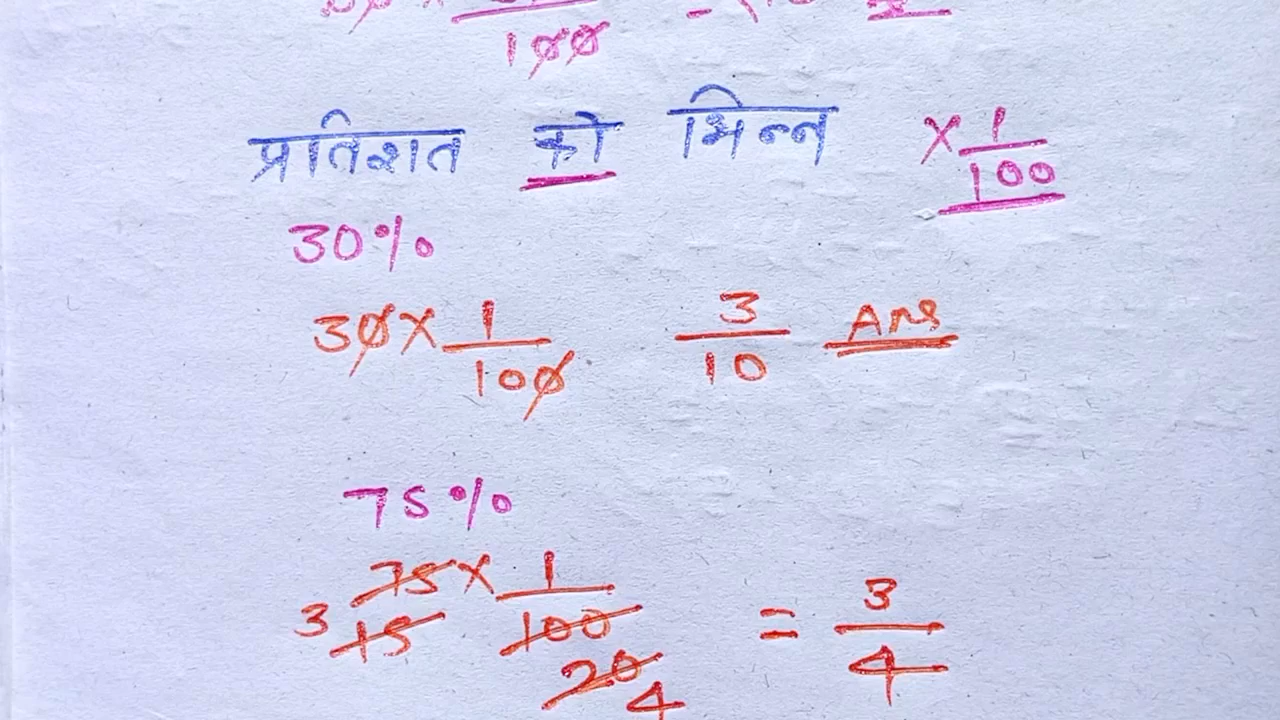 100
प्रतिशत को भिन्न × 1/100
30%
30 × 1/100 3/10 Ans
75%
75 × 1/100 = 3/4
3 15 20 4